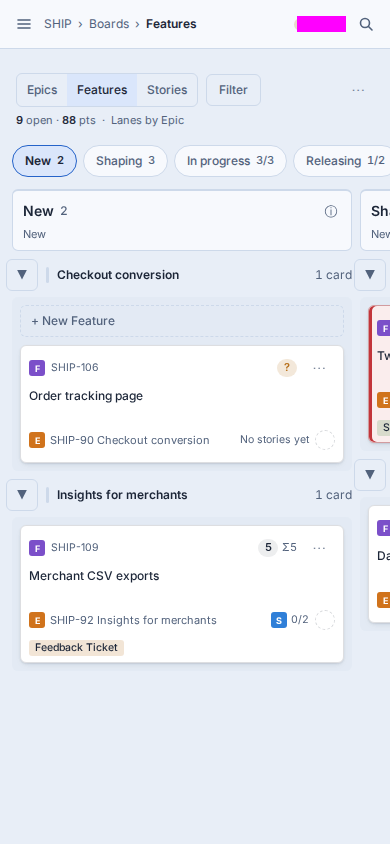 SHIP › Boards › Features
Epics Features Stories Filter ...
9 open · 88 pts · Lanes by Epic
New 2 Shaping 3 In progress 3/3 Releasing 1/2
New 2
New
Checkout conversion 1 card
+ New Feature
F SHIP-106 ? ...
Order tracking page
E SHIP-90 Checkout conversion No stories yet
Insights for merchants 1 card
F SHIP-109 5 Σ5 ...
Merchant CSV exports
E SHIP-92 Insights for merchants S 0/2
Feedback Ticket